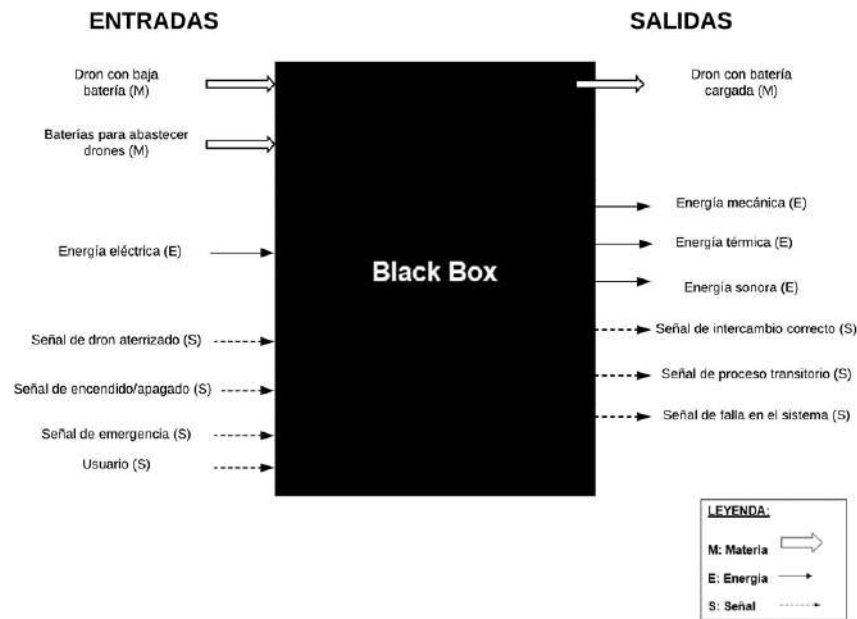 ENTRADAS
SALIDAS
Dron con baja
batería (M)
Baterías para abastecer
drones (M)
Energía eléctrica (E)
Señal de dron aterrizado (S)
Señal de encendido/apagado (S)
Señal de emergencia (S)
Usuario (S)
Black Box
Dron con batería
cargada (M)
Energía mecánica (E)
Energía térmica (E)
Energía sonora (E)
Señal de intercambio correcto (S)
Señal de proceso transitorio (S)
Señal de falla en el sistema (S)
LEYENDA:
M: Materia
E: Energía
S: Señal